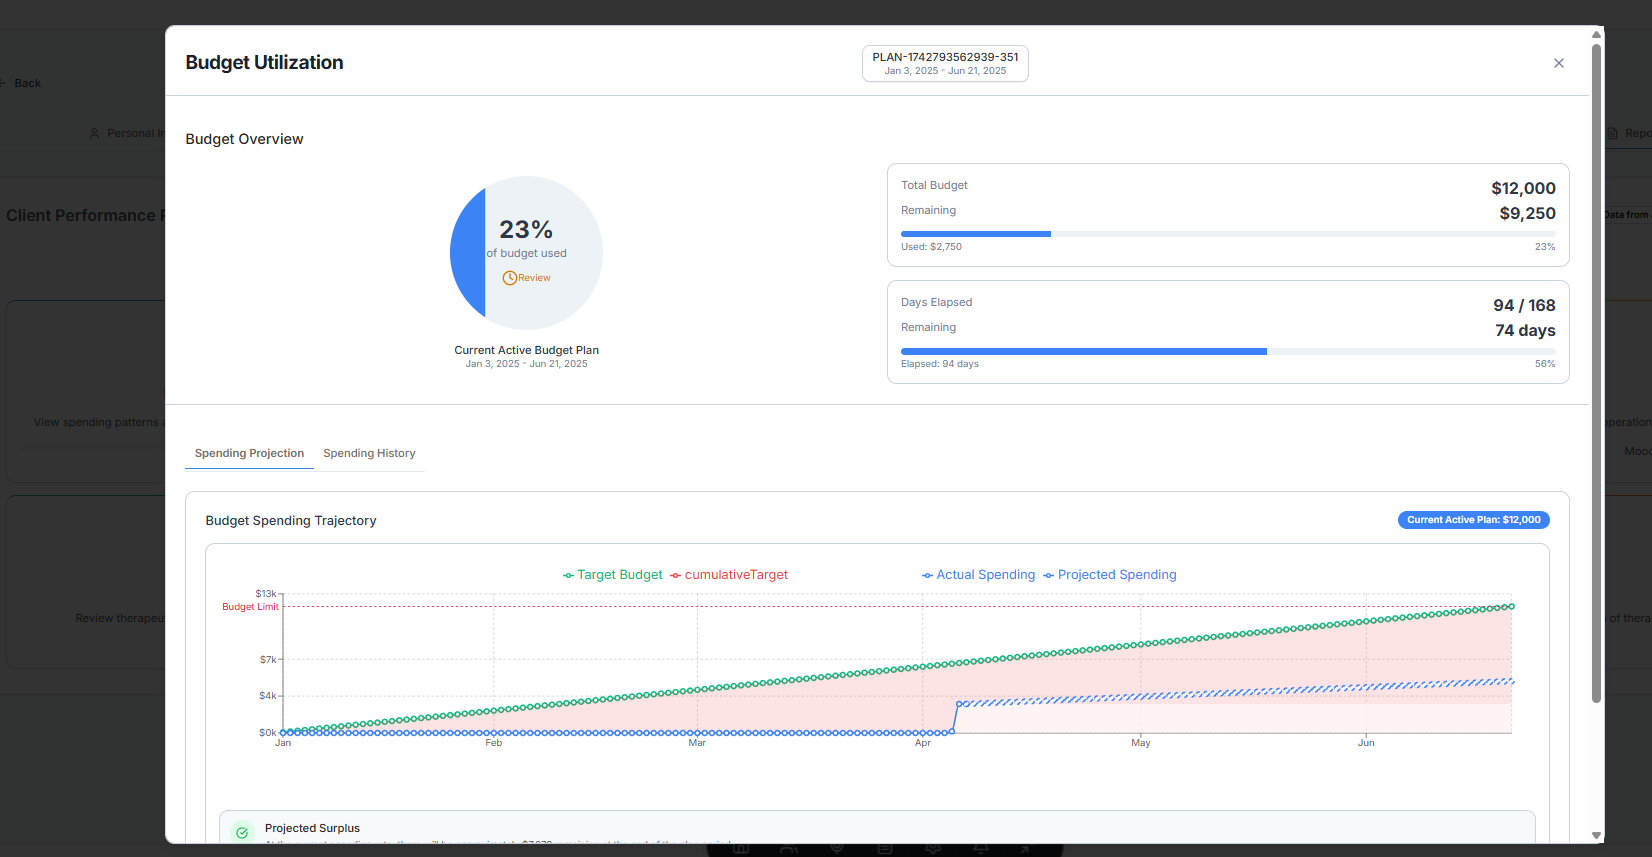 Budget Utilization
PLAN-1742793562939-351
Jan 3, 2025 - Jun 21, 2025
Back
Personal
Repo
Budget Overview
Client Performance
Data from
23%
of budget used
Review
Current Active Budget Plan
Jan 3, 2025 - Jun 21, 2025
Total Budget
$12,000
Remaining
$9,250
Used: $2,750
23%
Days Elapsed
94 / 168
Remaining
74 days
Elapsed: 94 days
56%
View spending patterns
operation
Mood
Spending Projection
Spending History
Budget Spending Trajectory
Current Active Plan: $12,000
Target Budget
cumulativeTarget
Actual Spending
Projected Spending
$13k
Budget Limit
$7k
$4k
$0k
Jan
Feb
Mar
Apr
May
Jun
Review therapeu
of thera
Projected Surplus